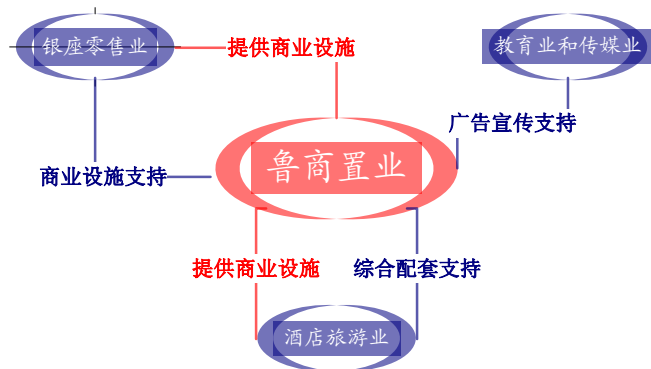 银座零售业
提供商业设施
教育业和传媒业
广告宣传支持
鲁商置业
商业设施支持
提供商业设施
综合配套支持
酒店旅游业